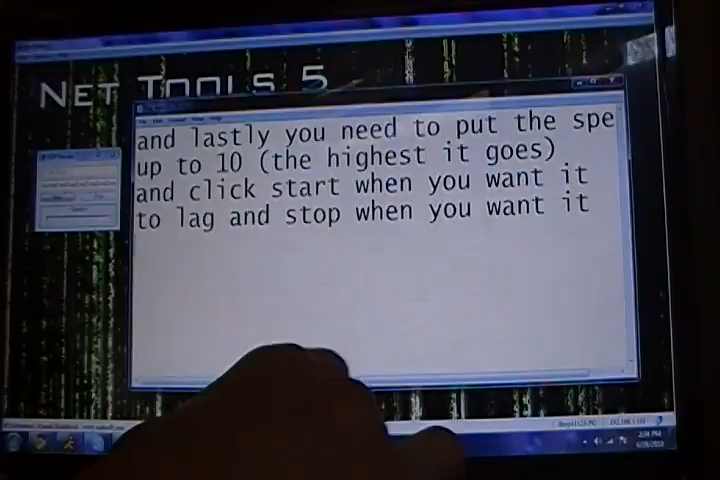 NET TOOLS 5
and lastly you need to put the spe
up to 10 (the highest it goes)
and click start when you want it
to lag and stop when you want it